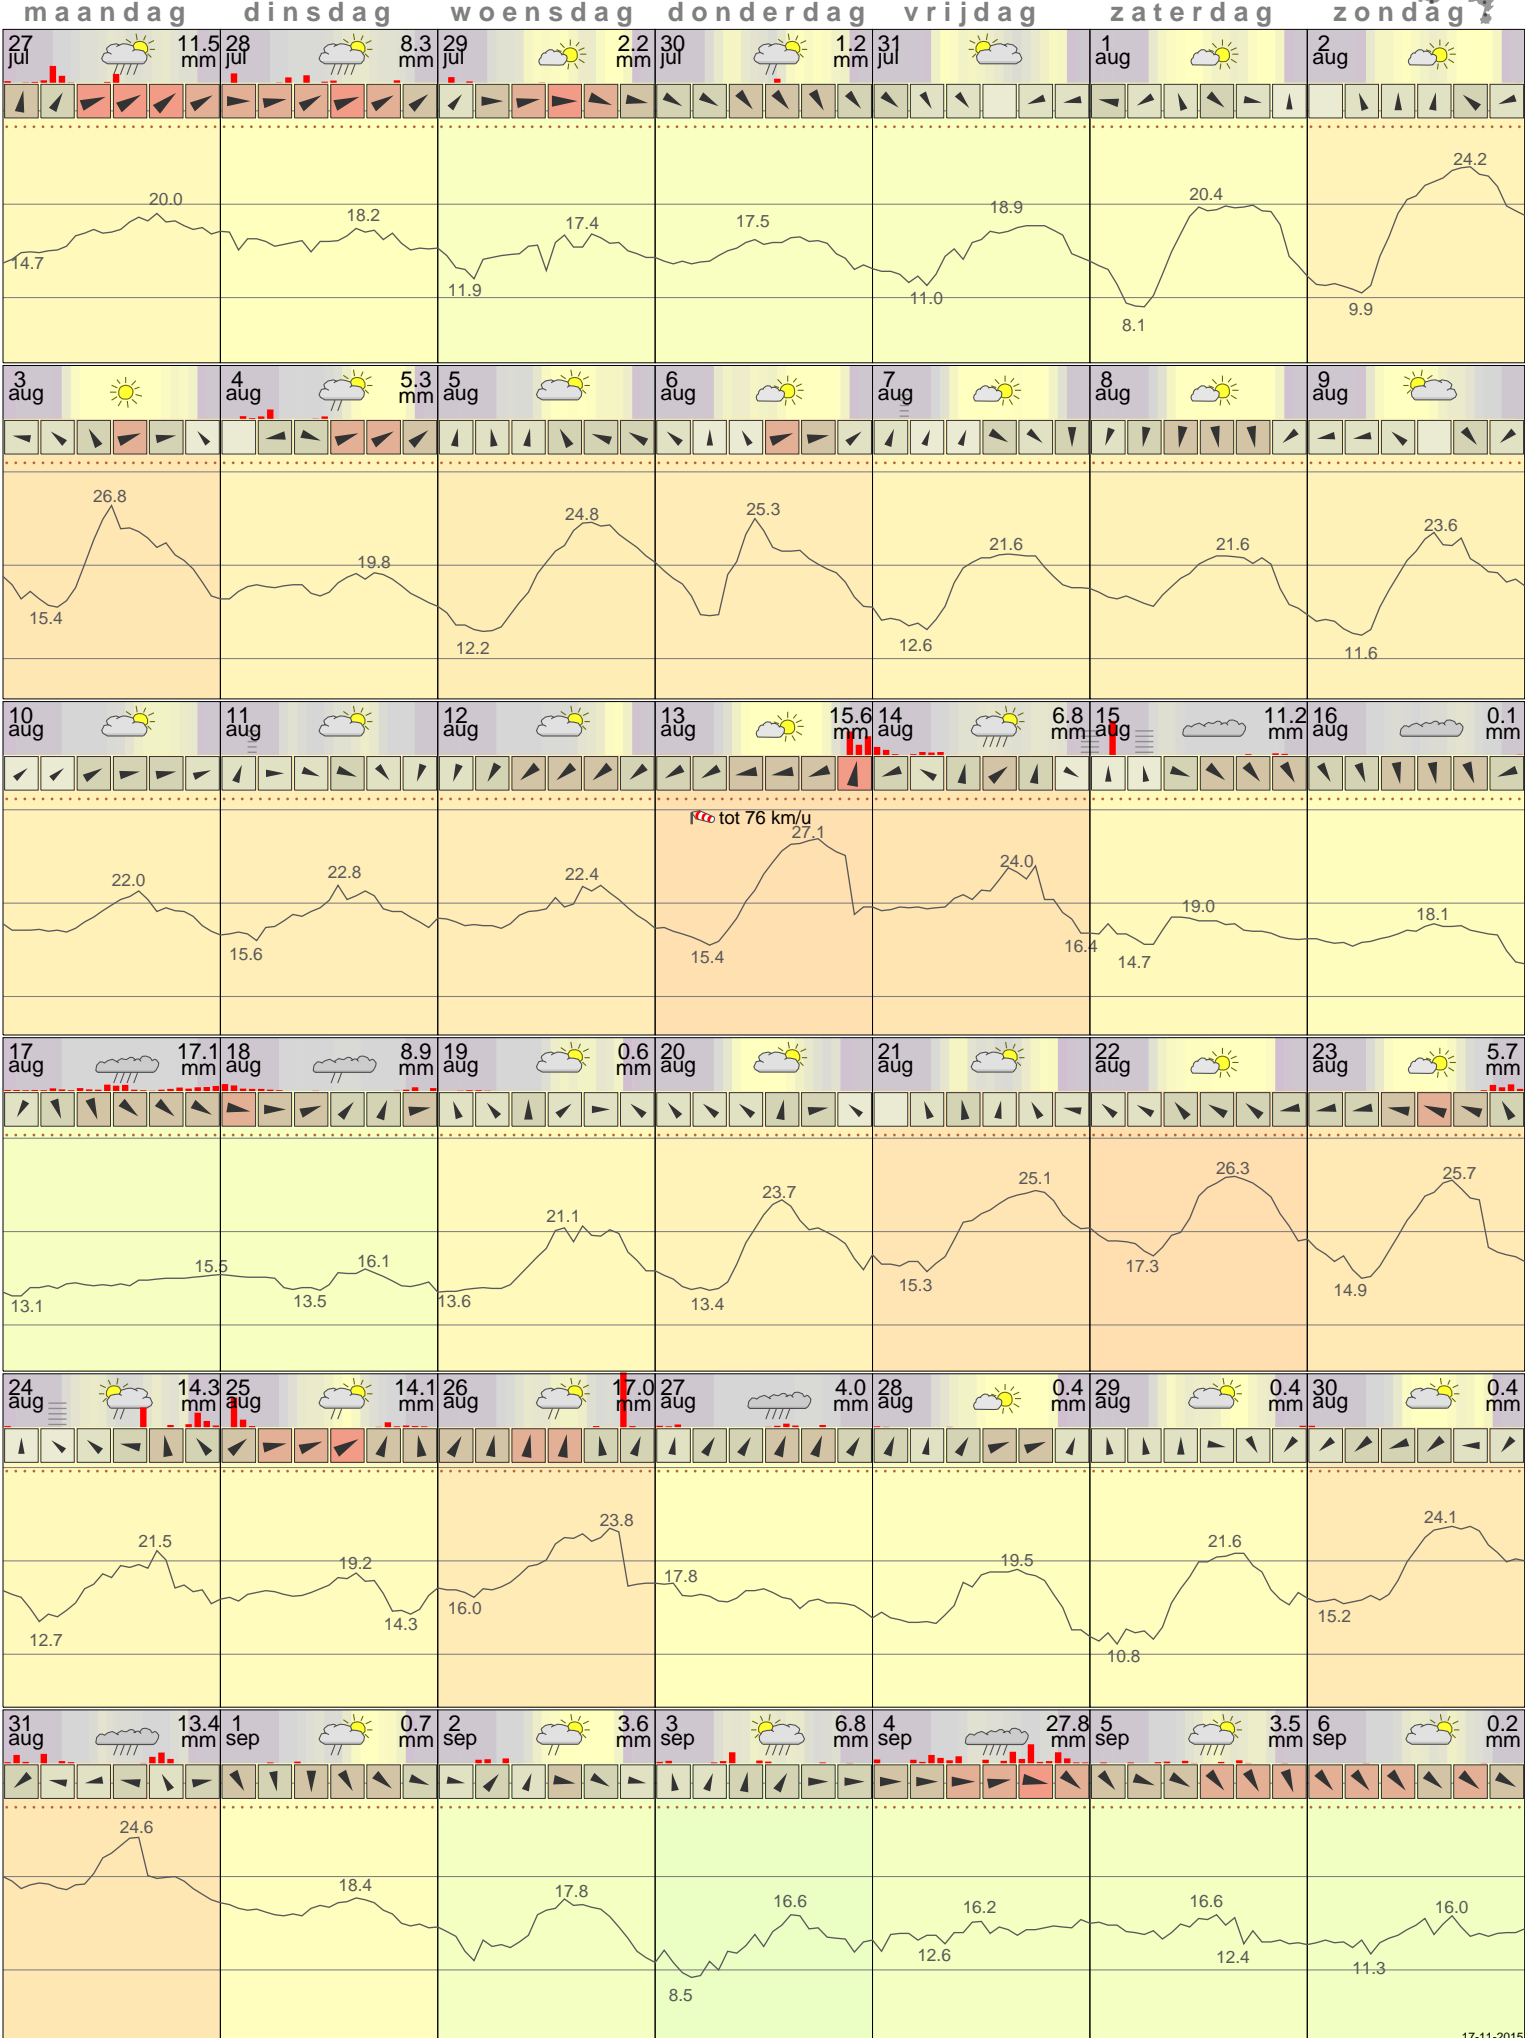 maandag dinsdag woensdag donderdag vrijdag zaterdag zondag
27 jul 11.5 mm 28 jul 8.3 mm 29 jul 2.2 mm 30 jul 1.2 mm 31 jul 1 aug 2 aug
24.2
20.0 18.2 17.4 17.5 18.9 20.4
14.7 11.9 11.0 8.1 9.9
3 aug 4 aug 5.3 mm 5 aug 6 aug 7 aug 8 aug 9 aug
26.8 19.8 24.8 25.3 21.6 21.6 23.6
15.4 12.2 12.6 11.6
10 aug 11 aug 12 aug 13 aug 15.6 mm 14 aug 6.8 mm 15 aug 11.2 mm 16 aug 0.1 mm
tot 76 km/u
22.0 22.8 22.4 27.1 24.0 19.0 18.1
15.6 15.4 16.4 14.7
17 aug 17.1 mm 18 aug 8.9 mm 19 aug 0.6 mm 20 aug 21 aug 22 aug 23 aug 5.7 mm
15.5 16.1 21.1 23.7 25.1 26.3 25.7
13.1 13.5 13.6 13.4 15.3 17.3 14.9
24 aug 14.3 mm 25 aug 14.1 mm 26 aug 17.0 mm 27 aug 4.0 mm 28 aug 0.4 mm 29 aug 0.4 mm 30 aug 0.4 mm
21.5 19.2 23.8 17.8 19.5 21.6 24.1
12.7 14.3 16.0 10.8 15.2
31 aug 13.4 mm 1 sep 0.7 mm 2 sep 3.6 mm 3 sep 6.8 mm 4 sep 27.8 mm 5 sep 3.5 mm 6 sep 0.2 mm
24.6 18.4 17.8 16.6 16.2 16.6 16.0
8.5 12.6 12.4 11.3
17-11-2015